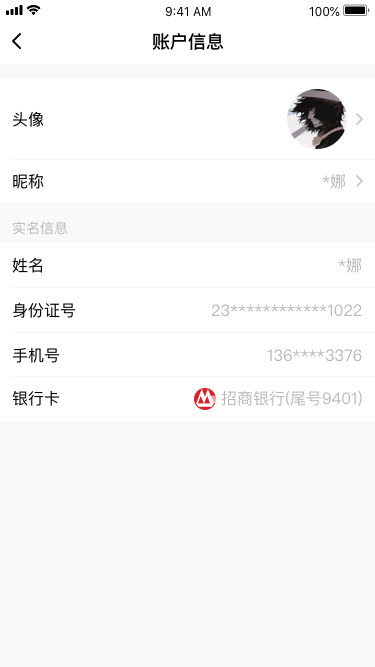 9:41 AM 100%
账户信息
头像
昵称 *娜
实名信息
姓名 *娜
身份证号 23************1022
手机号 136****3376
银行卡 招商银行(尾号9401)